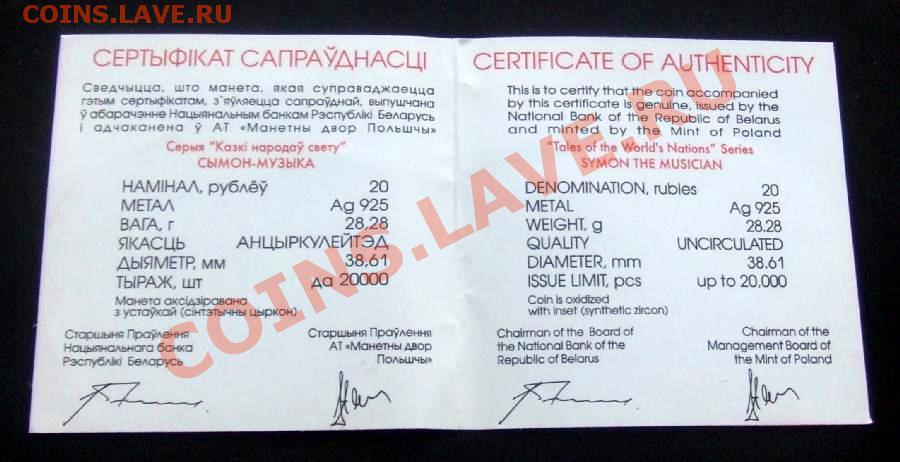 COINS.LAVE.RU
СЕРТЫФІКАТ САПРАЎДНАСЦІ
Сведчыцца, што манета, якая суправаджаецца
гэтым сертыфікатам, з`яўляецца сапраўднай, выпушчана
ў абарачэнне Нацыянальным банкам Рэспублікі Беларусь
і адчаканена ў АТ «Манетны двор Польшчы»
Серыя "Казкі народаў свету"
СЫМОН-МУЗЫКА
НАМІНАЛ, рублёў 20
МЕТАЛ Ag 925
ВАГА, г 28,28
ЯКАСЦЬ АНЦЫРКУЛЕЙТЭД
ДЫЯМЕТР, мм 38,61
ТЫРАЖ, шт да 20000
Манета аксідзіравана
з устаўкай (сінтэтычны цыркон)
Старшыня Праўлення
Нацыянальнага банка
Рэспублікі Беларусь
Старшыня Праўлення
АТ «Манетны двор
Польшчы»
CERTIFICATE OF AUTHENTICITY
This is to certify that the coin accompanied
by this certificate is genuine, issued by the
National Bank of the Republic of Belarus
and minted by the Mint of Poland
"Tales of the World's Nations" Series
SYMON THE MUSICIAN
DENOMINATION, rubles 20
METAL Ag 925
WEIGHT, g 28.28
QUALITY UNCIRCULATED
DIAMETER, mm 38.61
ISSUE LIMIT, pcs up to 20,000
Coin is oxidized
with inset (synthetic zircon)
Chairman of the Board of
the National Bank of the
Republic of Belarus
Chairman of the
Management Board of
the Mint of Poland
COINS.LAVE.RU
COINS.LAVE.RU